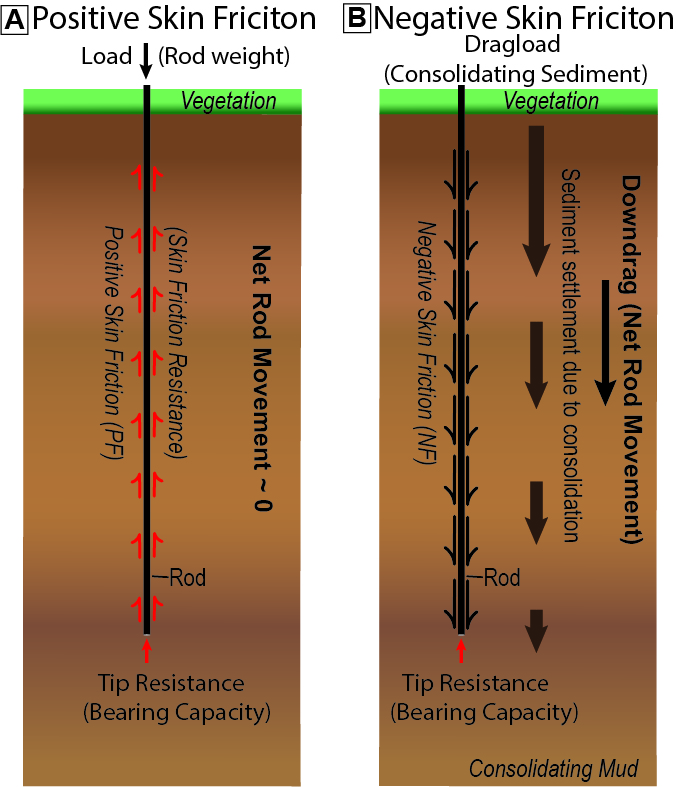 A Positive Skin Friciton
Load (Rod weight)
Vegetation
Positive Skin Friction (PF)
(Skin Friction Resistance)
Net Rod Movement ~ 0
Rod
Tip Resistance
(Bearing Capacity)
B Negative Skin Friciton
Dragload
(Consolidating Sediment)
Vegetation
Negative Skin Friction (NF)
Sediment settlement due to consolidation
Downdrag (Net Rod Movement)
Rod
Tip Resistance
(Bearing Capacity)
Consolidating Mud